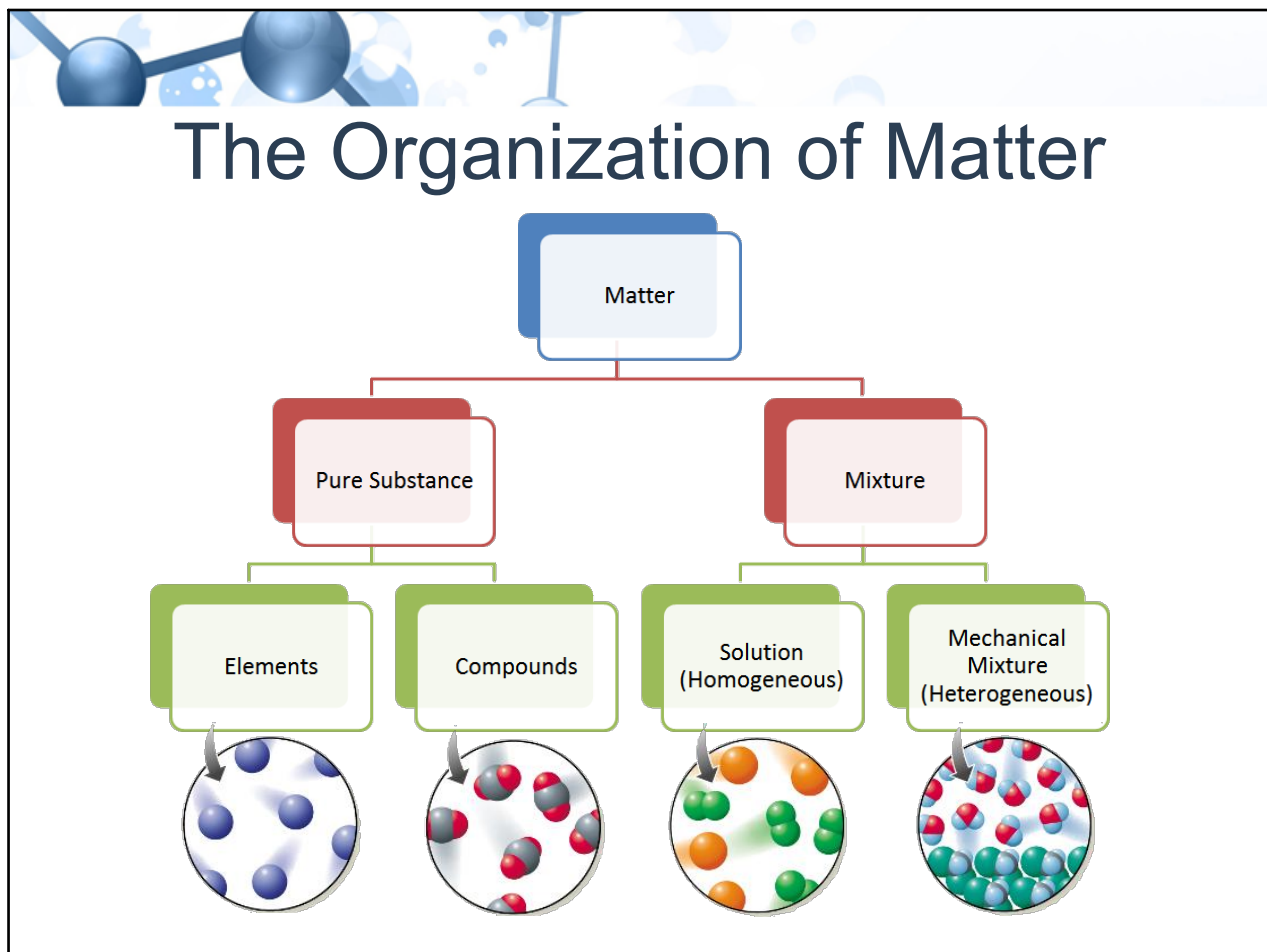 The Organization of Matter
Matter
Pure Substance
Mixture
Elements
Compounds
Solution
(Homogeneous)
Mechanical
Mixture
(Heterogeneous)